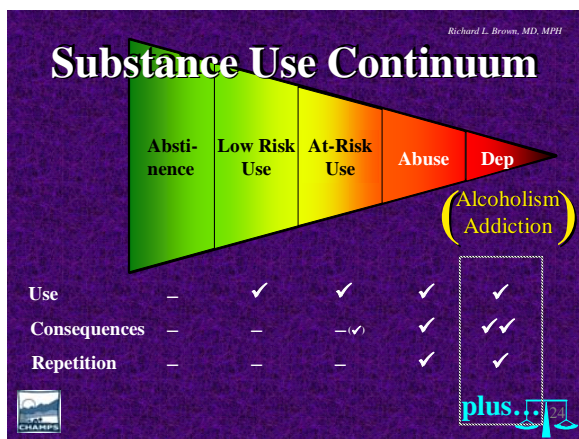 Richard L. Brown, MD, MPH
Substance Use Continuum
Absti-
nence
Low Risk
Use
At-Risk
Use
Abuse
Dep
(Alcoholism
Addiction)
Use – ✓ ✓ ✓ ✓
Consequences – – –(✓) ✓ ✓✓
Repetition – – – ✓ ✓
plus…
24
CHAMPS